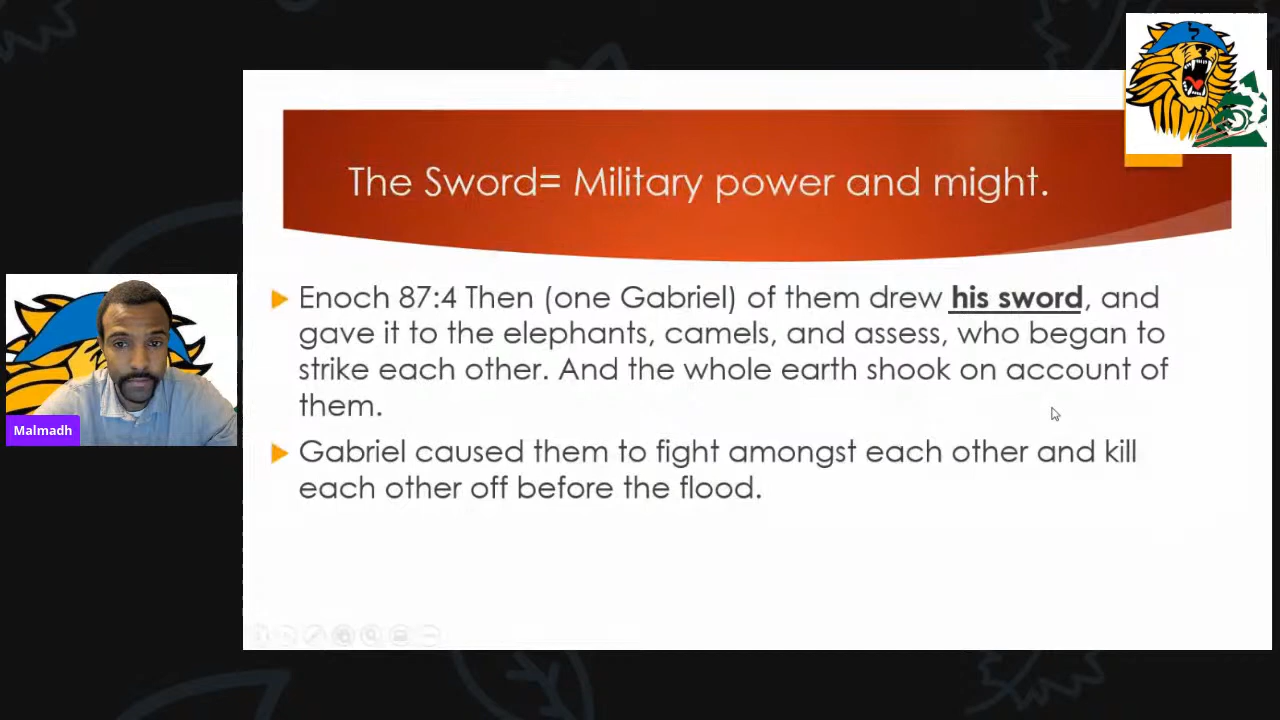 The Sword= Military power and might.
Enoch 87:4 Then (one Gabriel) of them drew his sword, and
gave it to the elephants, camels, and assess, who began to
strike each other. And the whole earth shook on account of
them.
Gabriel caused them to fight amongst each other and kill
each other off before the flood.
Malmadh